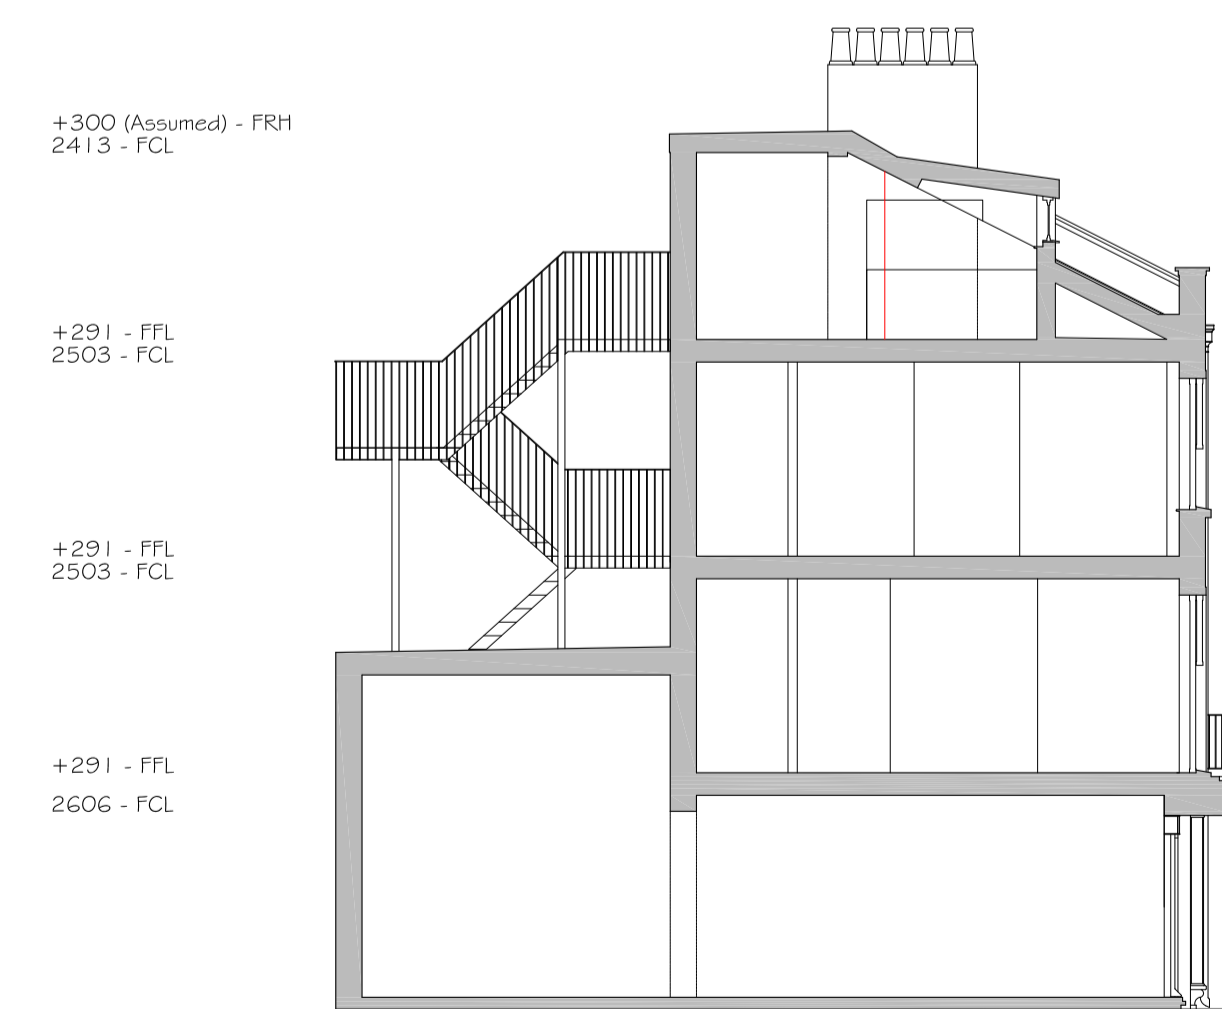 +300 (Assumed) - FRH
2413 - FCL
+291 - FFL
2503 - FCL
+291 - FFL
2503 - FCL
+291 - FFL
2606 - FCL